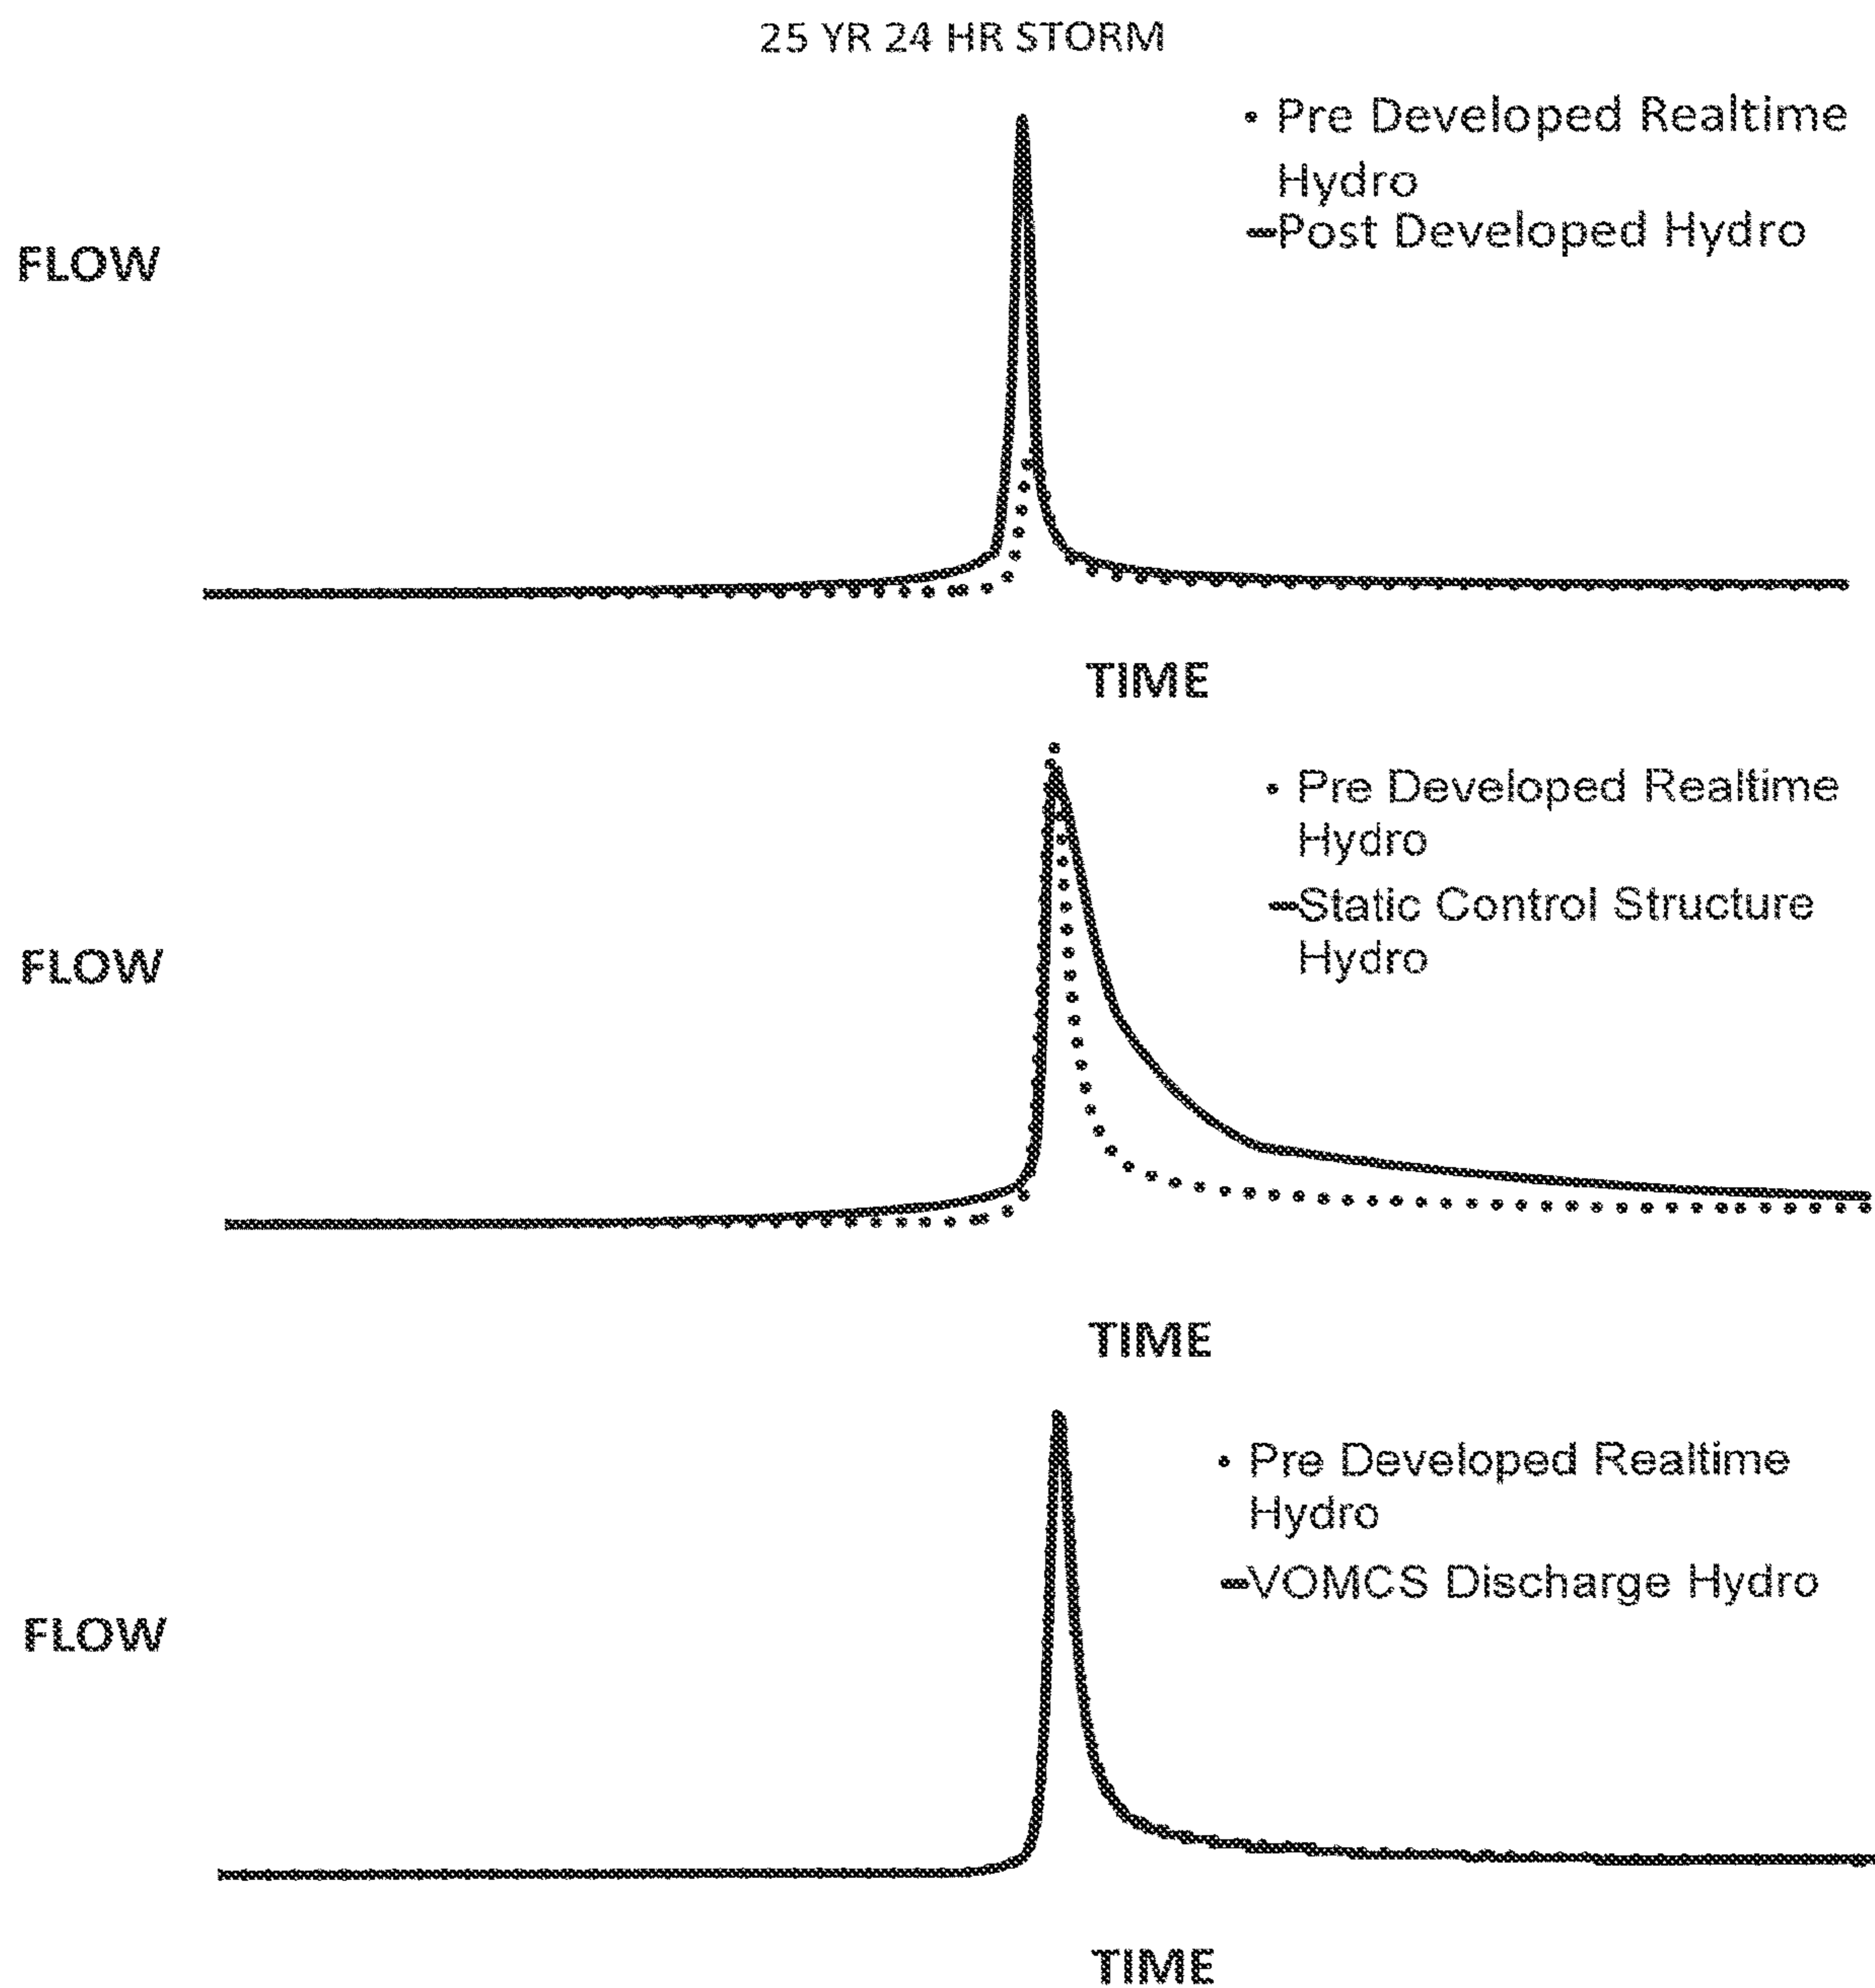 25 YR 24 HR STORM
• Pre Developed Realtime
Hydro
Post Developed Hydro
FLOW
TIME
• Pre Developed Realtime
Hydro
Static Control Structure
Hydro
FLOW
TIME
• Pre Developed Realtime
Hydro
VOMCS Discharge Hydro
FLOW
TIME